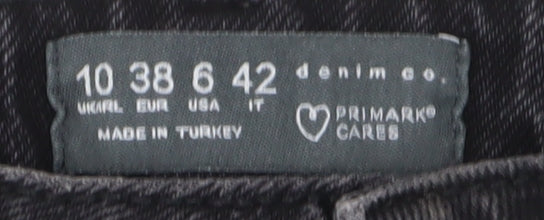 10 38 6 42
UK/IRL EUR USA IT
MADE IN TURKEY
denim co.
PRIMARK®
CARES